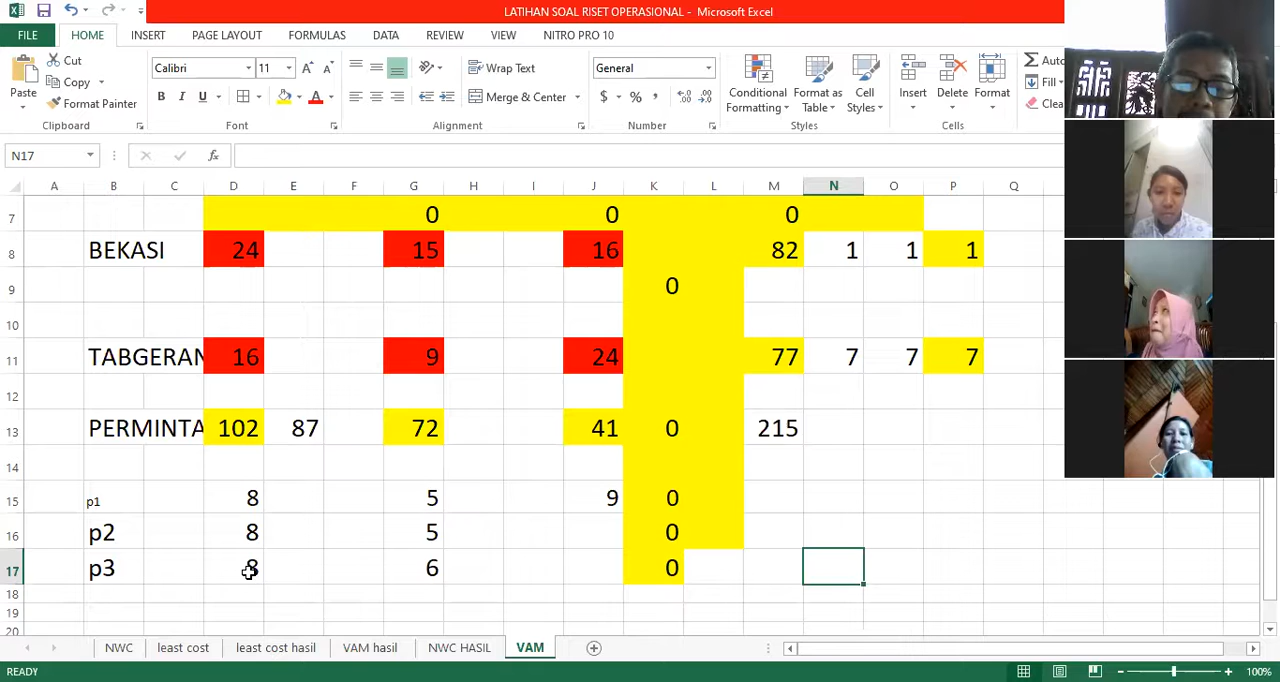 LATIHAN SOAL RISET OPERASIONAL - Microsoft Excel
FILE HOME INSERT PAGE LAYOUT FORMULAS DATA REVIEW VIEW NITRO PRO 10
Cut
Copy
Format Painter
Paste
Clipboard
Calibri 11
B I U
Font
Wrap Text
Merge & Center
Alignment
General
$ % ,
Number
Conditional Formatting
Format as Table
Cell Styles
Styles
Insert Delete Format
Cells
Auto
Fill
Clea
N17 fx
A B C D E F G H I J K L M N O P Q
7 0 0 0
8 BEKASI 24 15 16 82 1 1 1
9 0
10
11 TABGERAN 16 9 24 77 7 7 7
12
13 PERMINTA 102 87 72 41 0 215
14
15 p1 8 5 9 0
16 p2 8 5 0
17 p3 8 6 0
18
19
20
NWC least cost least cost hasil VAM hasil NWC HASIL VAM
READY 100%